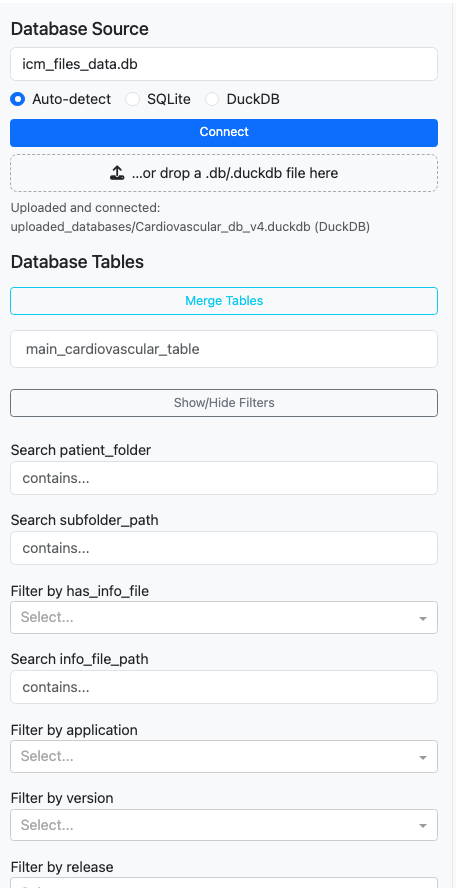 Database Source
icm_files_data.db
Auto-detect SQLite DuckDB
Connect
...or drop a .db/.duckdb file here
Uploaded and connected:
uploaded_databases/Cardiovascular_db_v4.duckdb (DuckDB)
Database Tables
Merge Tables
main_cardiovascular_table
Show/Hide Filters
Search patient_folder
contains...
Search subfolder_path
contains...
Filter by has_info_file
Select...
Search info_file_path
contains...
Filter by application
Select...
Filter by version
Select...
Filter by release